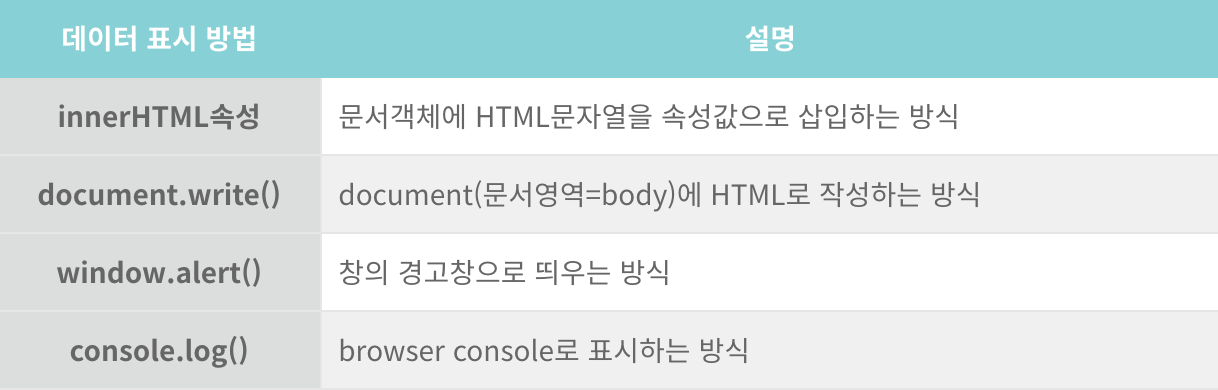 데이터 표시 방법 설명
innerHTML속성 문서객체에 HTML문자열을 속성값으로 삽입하는 방식
document.write() document(문서영역=body)에 HTML로 작성하는 방식
window.alert() 창의 경고창으로 띄우는 방식
console.log() browser console로 표시하는 방식